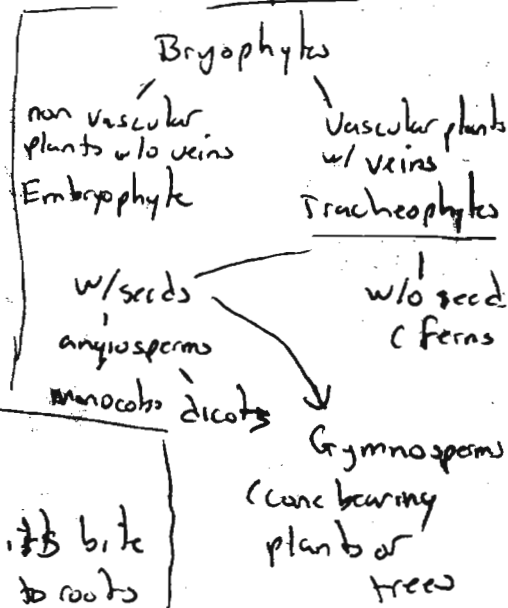 Bryophytes
non vascular
plants w/o veins
Embryophyte
Vascular plants
w/ veins
Tracheophytes
w/seeds
angiosperms
monocots dicots
w/o seed
( ferns
Gymnosperms
( cone bearing
plants or
trees
bite
to roots